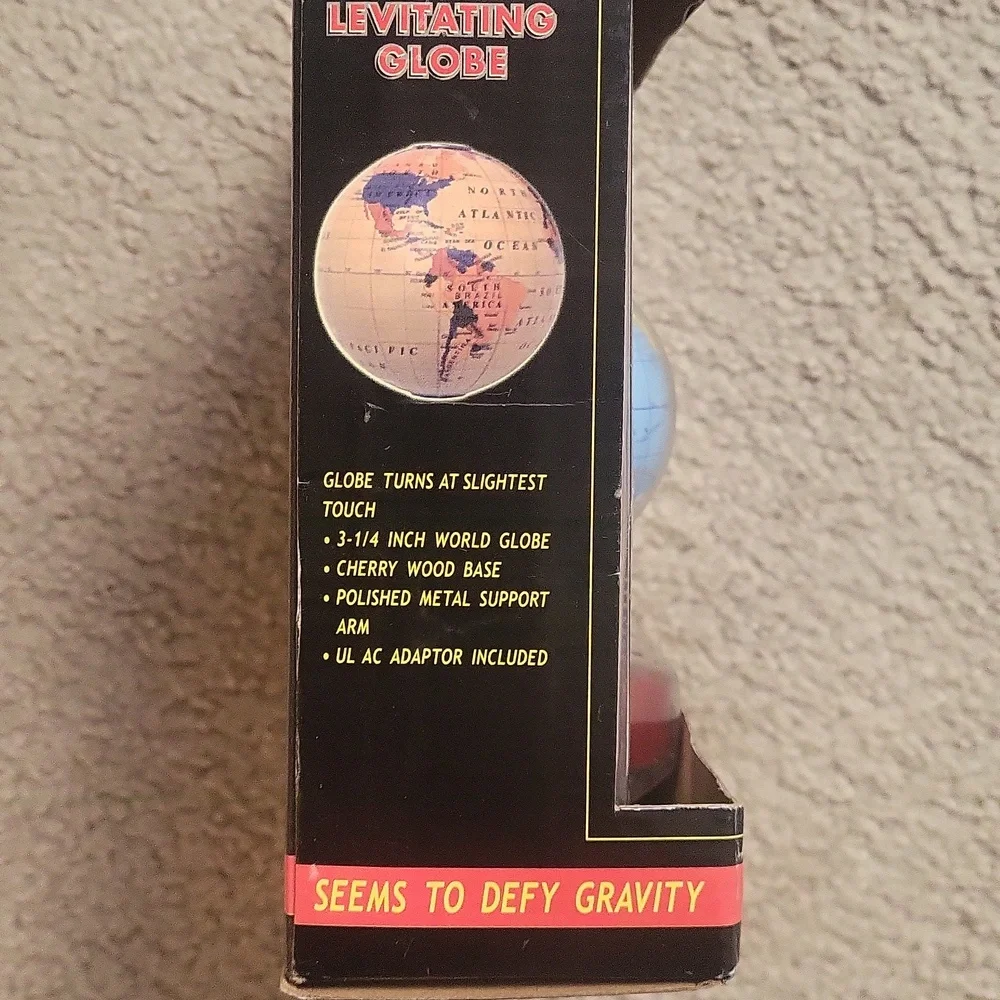 LEVITATING
GLOBE
NORTH
ATLANTIC
OCEAN
SOUTH
BRAZIL
AMERICA
ARGENTINA
GLOBE TURNS AT SLIGHTEST
TOUCH
• 3-1/4 INCH WORLD GLOBE
• CHERRY WOOD BASE
• POLISHED METAL SUPPORT
ARM
• UL AC ADAPTOR INCLUDED
SEEMS TO DEFY GRAVITY